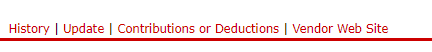 History | Update | Contributions or Deductions | Vendor Web Site